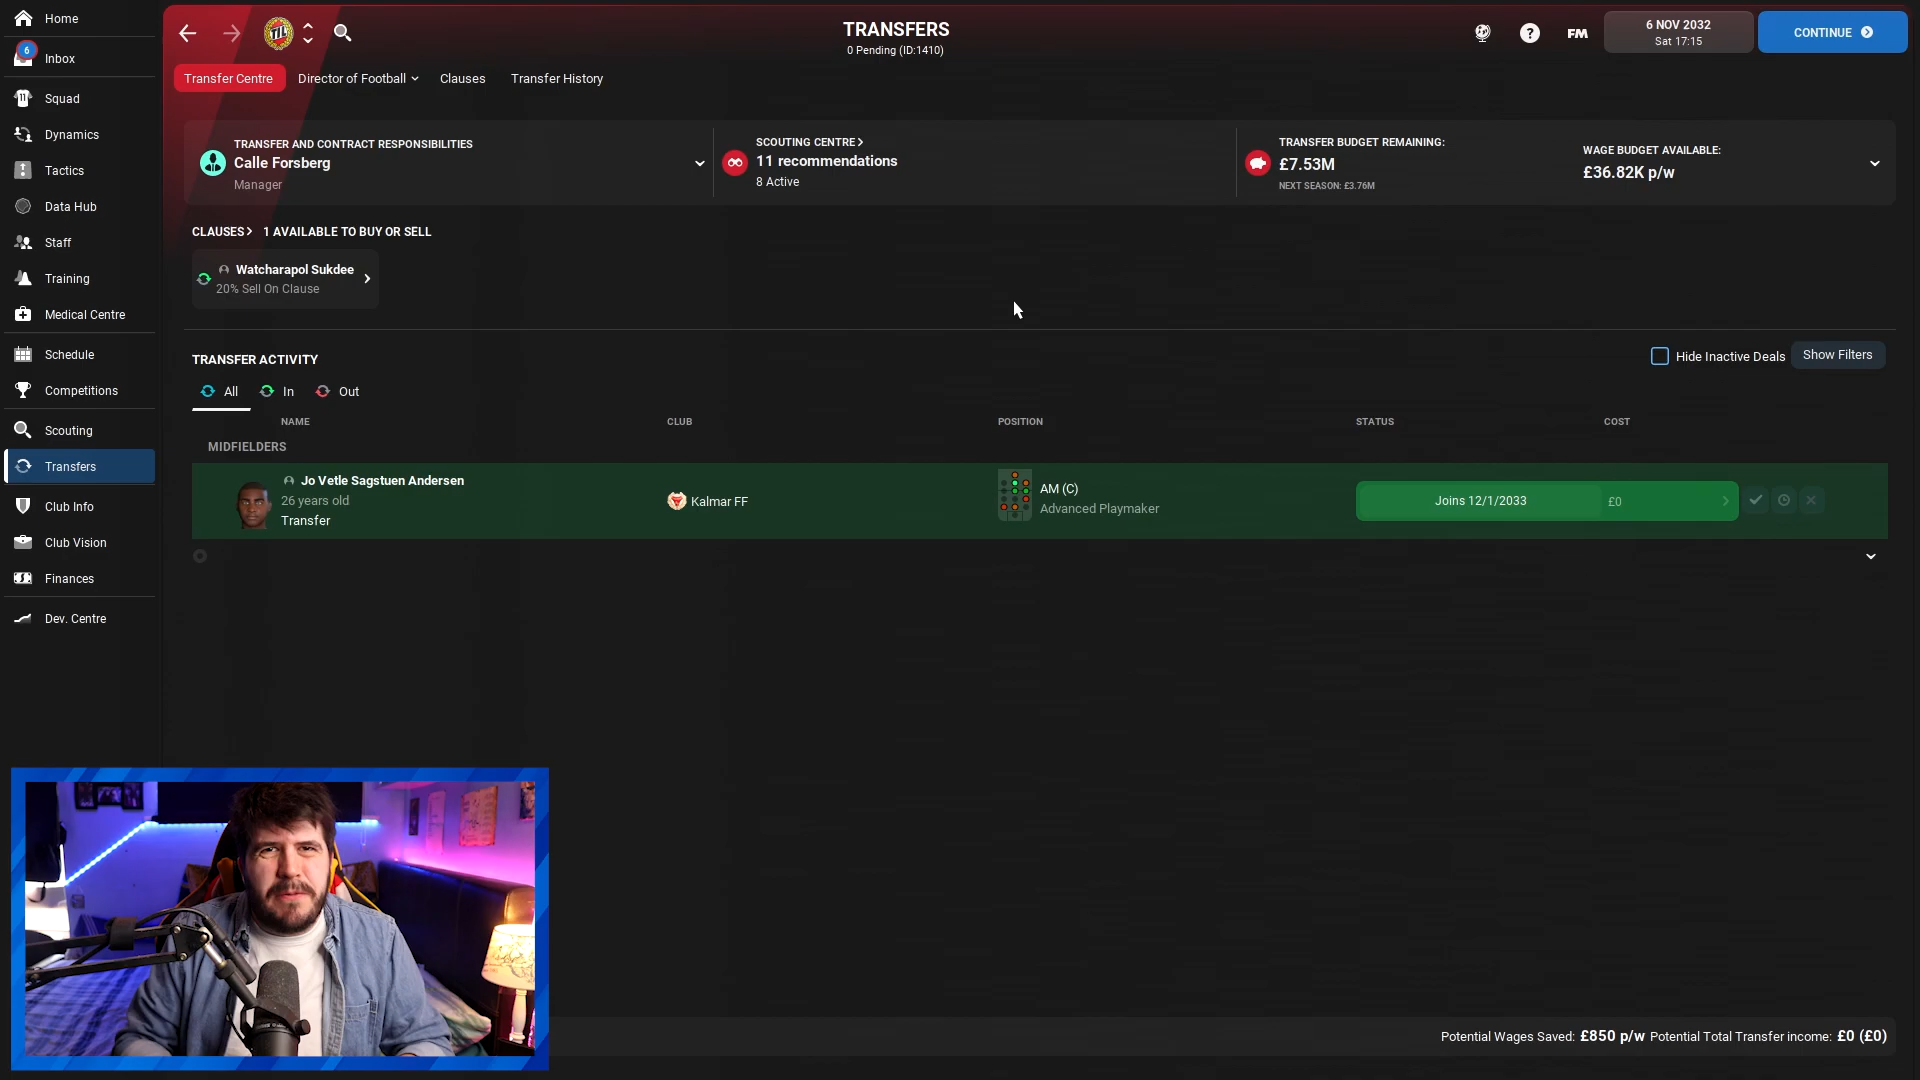 Home
6
Inbox
11
Squad
Dynamics
Tactics
Data Hub
Staff
Training
Medical Centre
Schedule
Competitions
Scouting
Transfers
Club Info
Club Vision
Finances
Dev. Centre
TIL
TRANSFERS
0 Pending (ID:1410)
?
FM
6 NOV 2032
Sat 17:15
CONTINUE
Transfer Centre
Director of Football
Clauses
Transfer History
TRANSFER AND CONTRACT RESPONSIBILITIES
Calle Forsberg
Manager
SCOUTING CENTRE
11 recommendations
8 Active
TRANSFER BUDGET REMAINING:
£7.53M
NEXT SEASON: £3.76M
WAGE BUDGET AVAILABLE:
£36.82K p/w
CLAUSES 1 AVAILABLE TO BUY OR SELL
Watcharapol Sukdee
20% Sell On Clause
TRANSFER ACTIVITY
Hide Inactive Deals
Show Filters
All
In
Out
NAME CLUB POSITION STATUS COST
MIDFIELDERS
Jo Vetle Sagstuen Andersen
26 years old
Transfer
Kalmar FF
AM (C)
Advanced Playmaker
Joins 12/1/2033
£0
Potential Wages Saved: £850 p/w Potential Total Transfer income: £0 (£0)